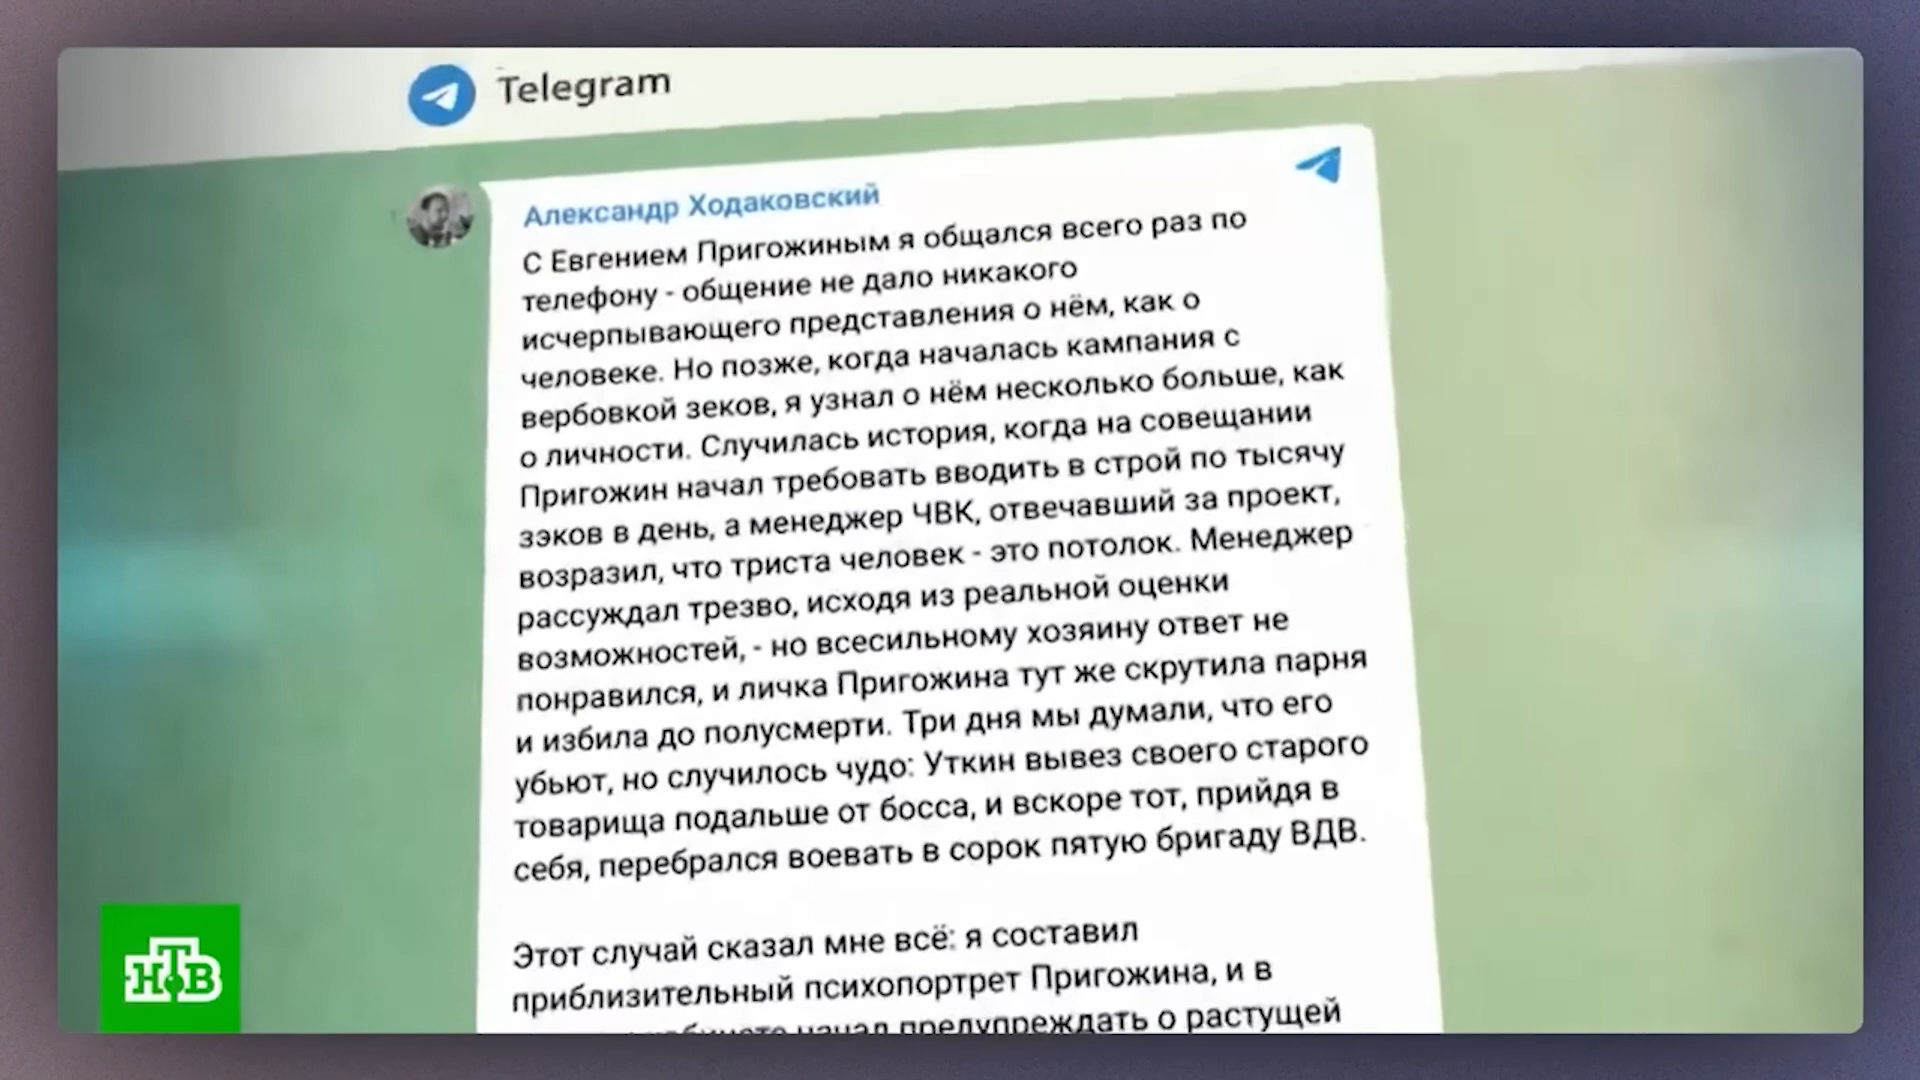 Telegram
Александр Ходаковский
С Евгением Пригожиным я общался всего раз по
телефону - общение не дало никакого
исчерпывающего представления о нём, как о
человеке. Но позже, когда началась кампания с
вербовкой зеков, я узнал о нём несколько больше, как
о личности. Случилась история, когда на совещании
Пригожин начал требовать вводить в строй по тысячу
зэков в день, а менеджер ЧВК, отвечавший за проект,
возразил, что триста человек - это потолок. Менеджер
рассуждал трезво, исходя из реальной оценки
возможностей, - но всесильному хозяину ответ не
понравился, и личка Пригожина тут же скрутила парня
и избила до полусмерти. Три дня мы думали, что его
убьют, но случилось чудо: Уткин вывез своего старого
товарища подальше от босса, и вскоре тот, прийдя в
себя, перебрался воевать в сорок пятую бригаду ВДВ.
Этот случай сказал мне всё: я составил
приблизительный психопортрет Пригожина, и в
начал предупреждать о растущей
НТВ